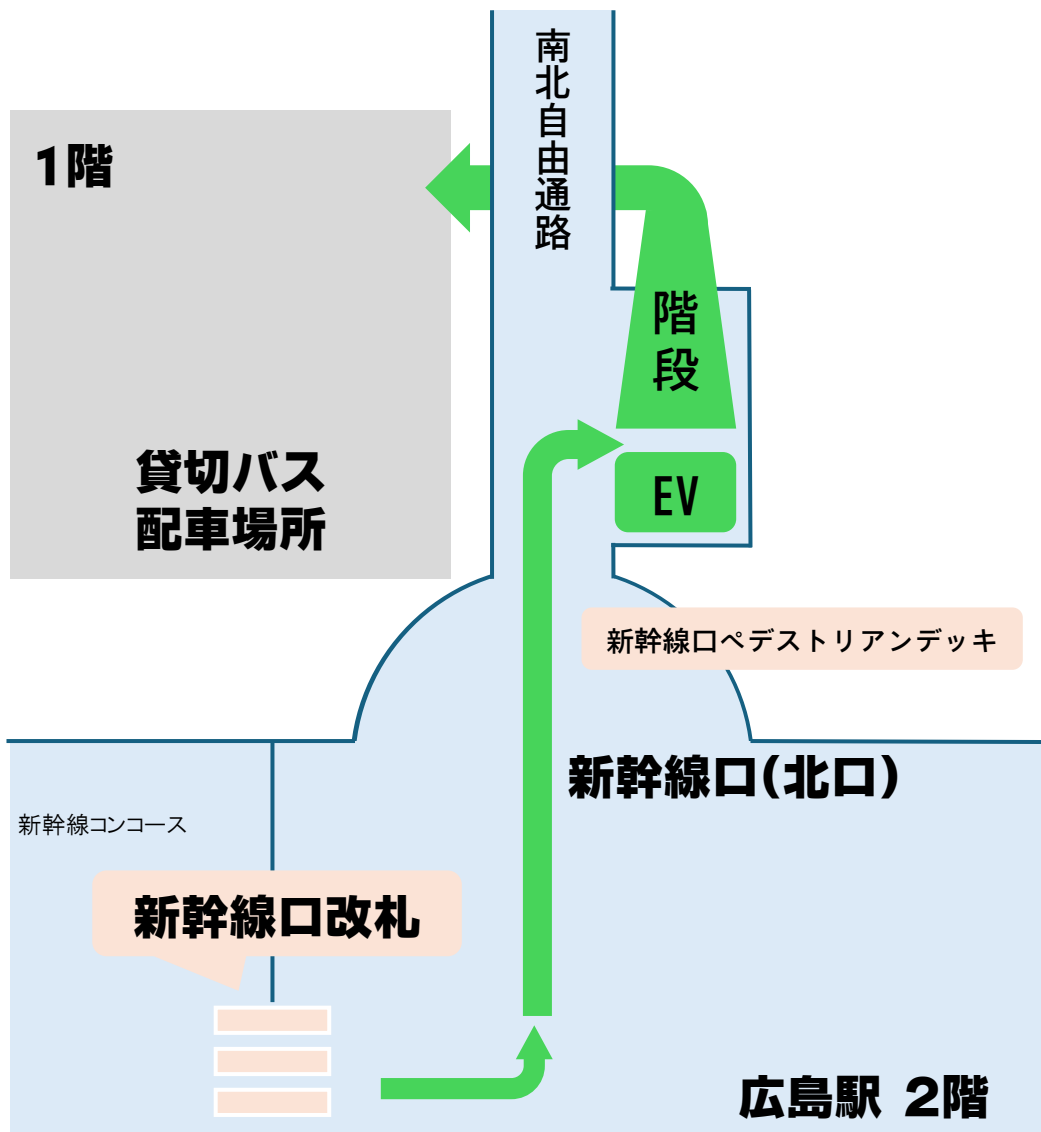 南北自由通路
1階
階段
貸切バス
配車場所
EV
新幹線口ペデストリアンデッキ
新幹線口(北口)
新幹線コンコース
新幹線口改札
広島駅 2階